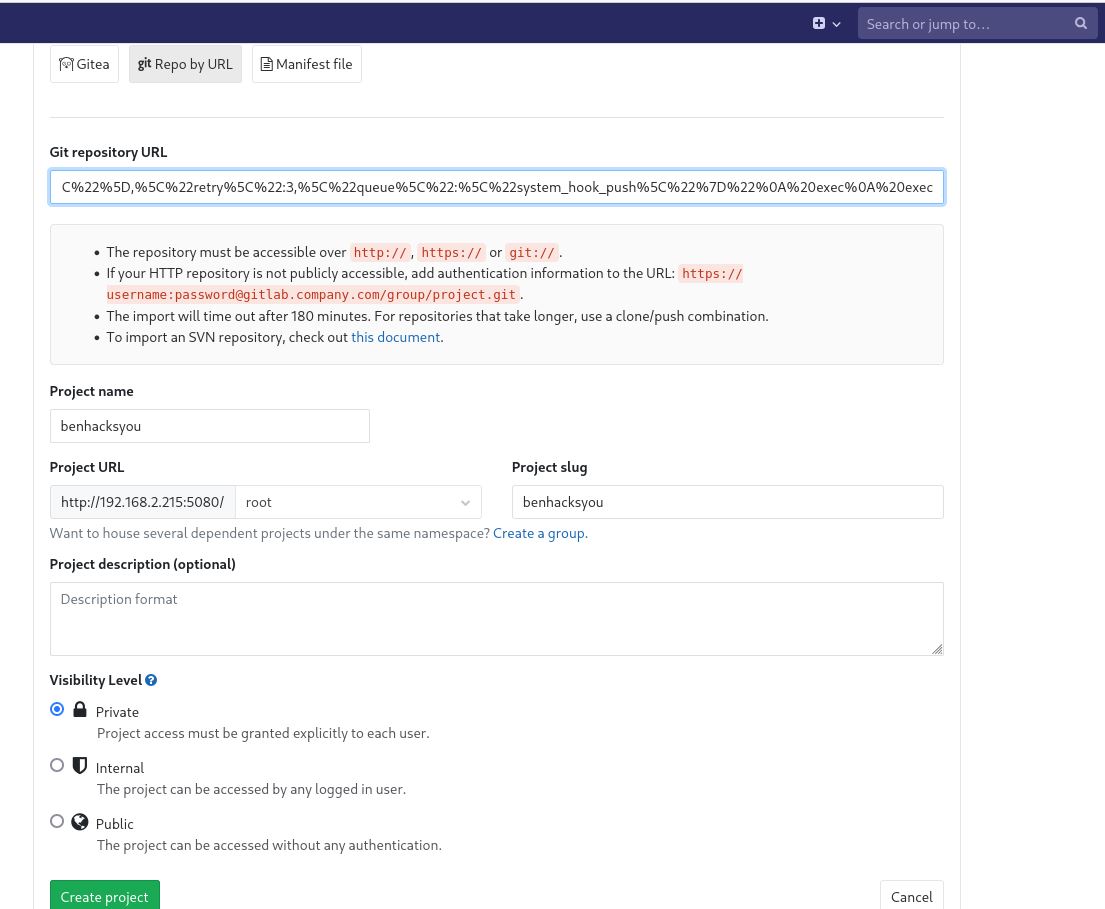 Search or jump to...
Gitea
git Repo by URL
Manifest file
Git repository URL
C%22%5D,%5C%22retry%5C%22:3,%5C%22queue%5C%22:%5C%22system_hook_push%5C%22%7D%22%0A%20exec%0A%20exec
The repository must be accessible over http://, https:// or git://.
If your HTTP repository is not publicly accessible, add authentication information to the URL: https://
username:password@gitlab.company.com/group/project.git.
The import will time out after 180 minutes. For repositories that take longer, use a clone/push combination.
To import an SVN repository, check out this document.
Project name
benhacksyou
Project URL
Project slug
http://192.168.2.215:5080/
root
benhacksyou
Want to house several dependent projects under the same namespace? Create a group.
Project description (optional)
Description format
Visibility Level
Private
Project access must be granted explicitly to each user.
Internal
The project can be accessed by any logged in user.
Public
The project can be accessed without any authentication.
Create project
Cancel